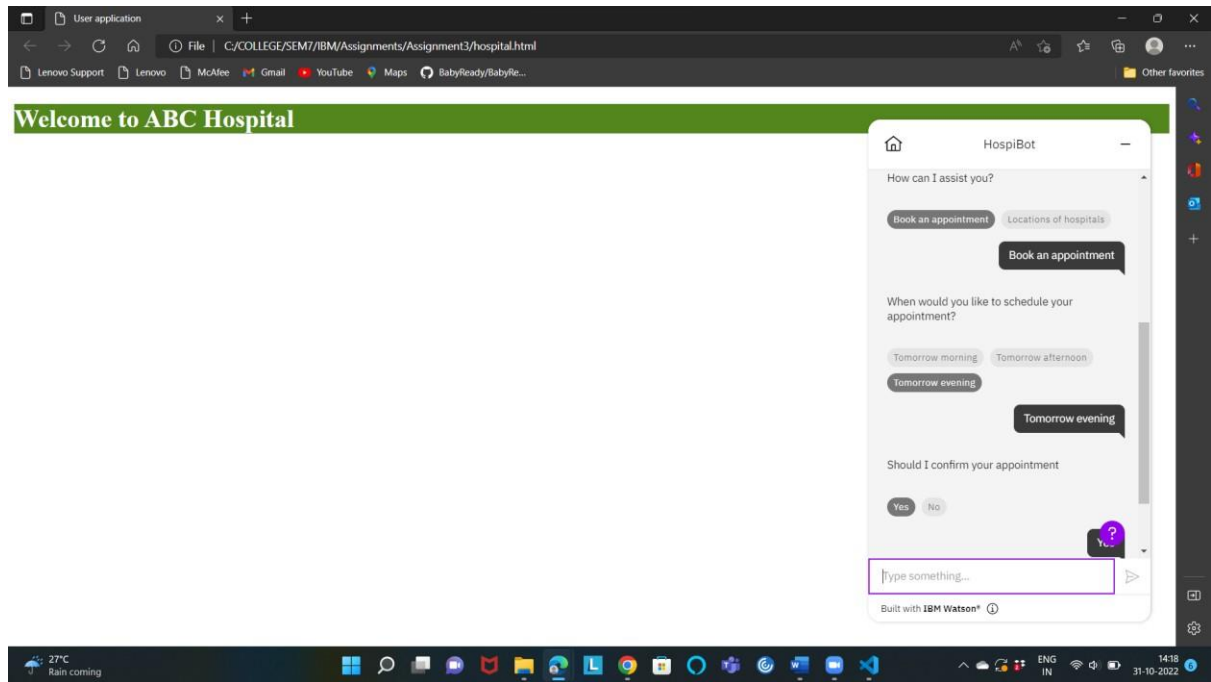 User application
File | C:/COLLEGE/SEM7/IBM/Assignments/Assignment3/hospital.html
Lenovo Support Lenovo McAfee Gmail YouTube Maps BabyReady/BabyRe... Other favorites
Welcome to ABC Hospital
HospiBot
How can I assist you?
Book an appointment Locations of hospitals
Book an appointment
When would you like to schedule your
appointment?
Tomorrow morning Tomorrow afternoon
Tomorrow evening
Tomorrow evening
Should I confirm your appointment
Yes No
?
Type something...
Built with IBM Watson®
27°C
Rain coming
ENG
IN
14:18
31-10-2022
6